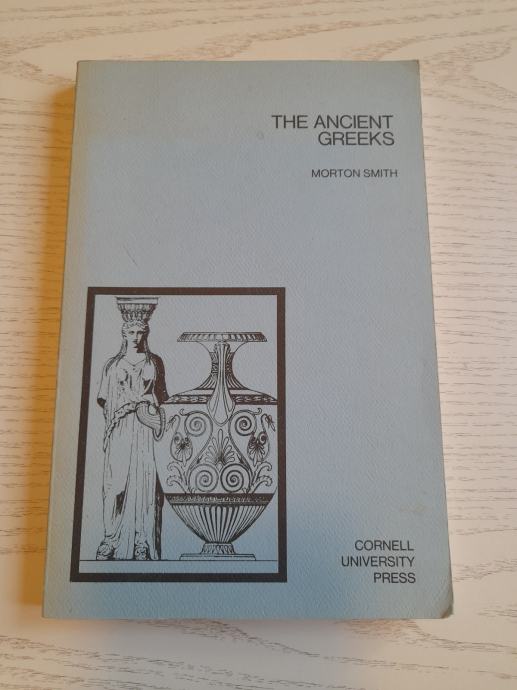 THE ANCIENT
GREEKS
MORTON SMITH
CORNELL
UNIVERSITY
PRESS